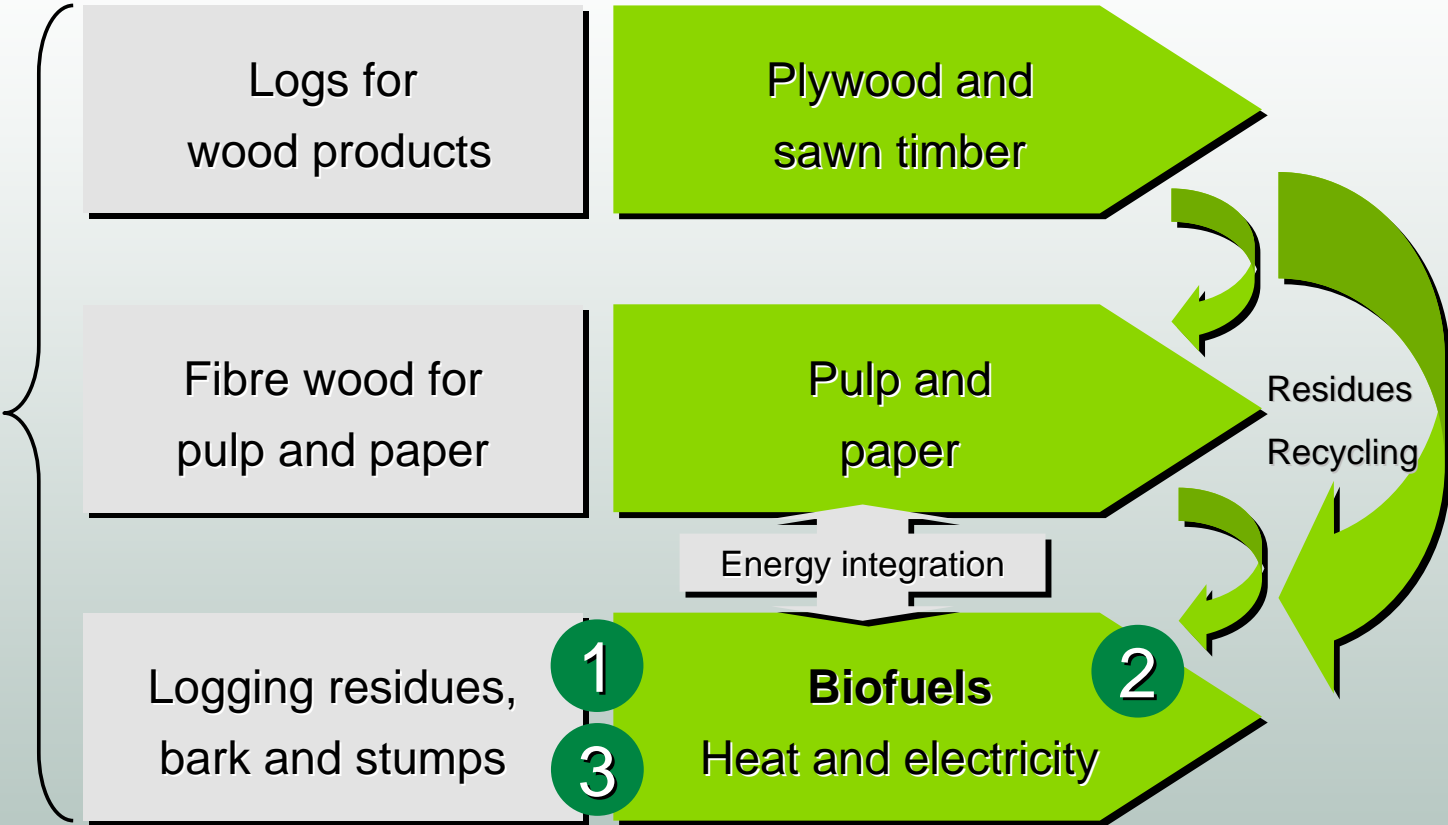 Logs for
wood products
Plywood and
sawn timber
Fibre wood for
pulp and paper
Pulp and
paper
Residues
Recycling
Energy integration
Logging residues,
bark and stumps
1
3
Biofuels
Heat and electricity
2